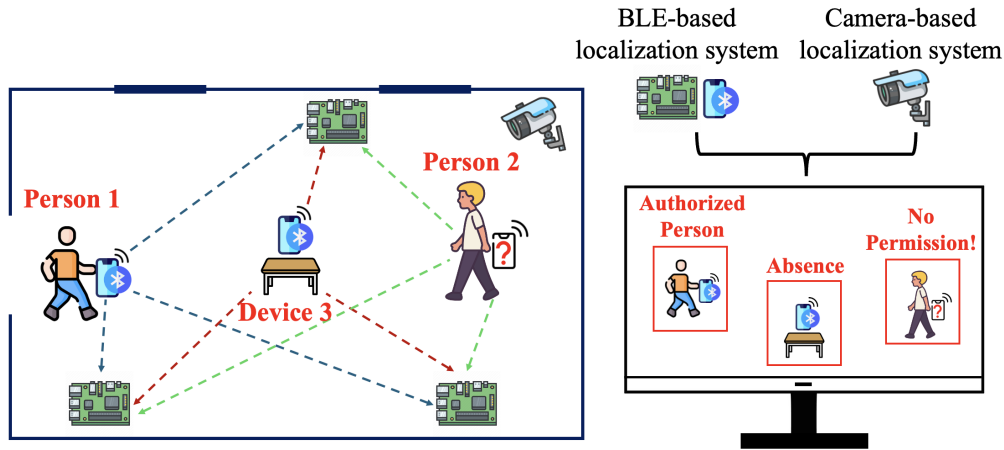 BLE-based
localization system
Camera-based
localization system
Person 1
Person 2
Device 3
?
Authorized
Person
Absence
No
Permission!
?